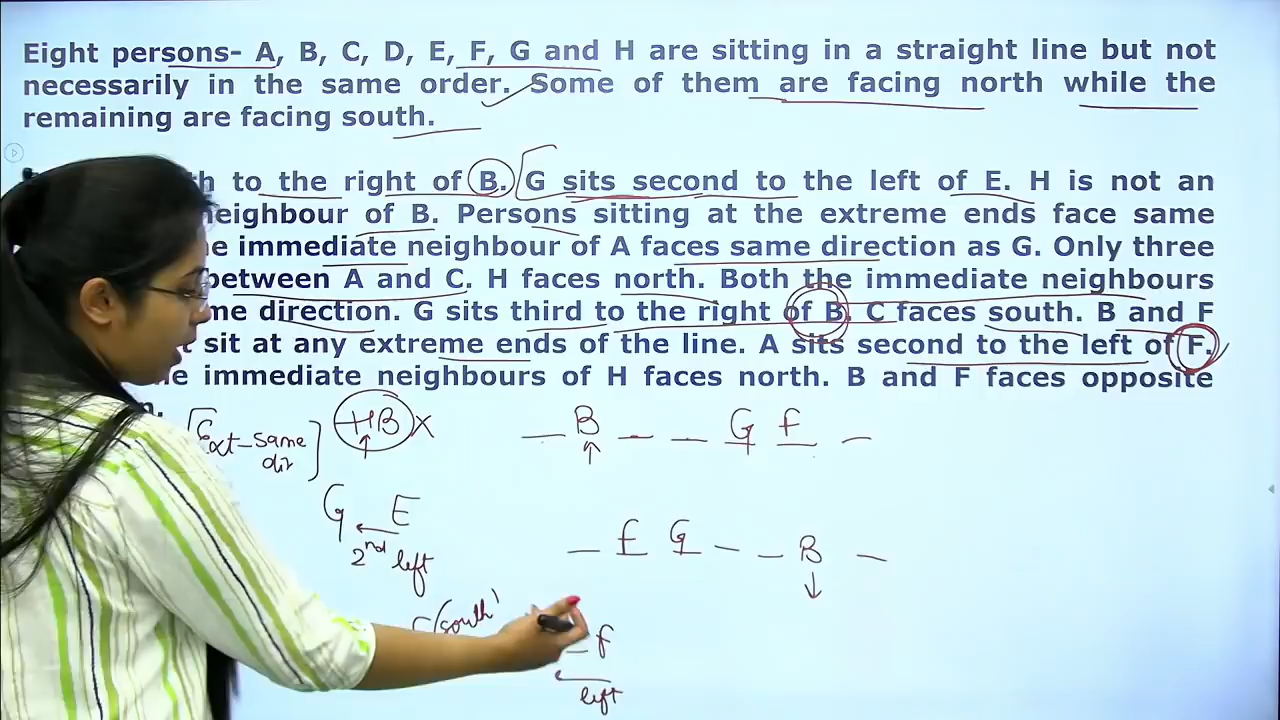 Eight persons- A, B, C, D, E, F, G and H are sitting in a straight line but not
necessarily in the same order. Some of them are facing north while the
remaining are facing south.
to the right of B. G sits second to the left of E. H is not an
neighbour of B. Persons sitting at the extreme ends face same
immediate neighbour of A faces same direction as G. Only three
between A and C. H faces north. Both the immediate neighbours
direction. G sits third to the right of B. C faces south. B and F
sit at any extreme ends of the line. A sits second to the left of F.
immediate neighbours of H faces north. B and F faces opposite
Ext - same dir
HB X
B G F
G E
2nd left
F G B
(south)
F
left